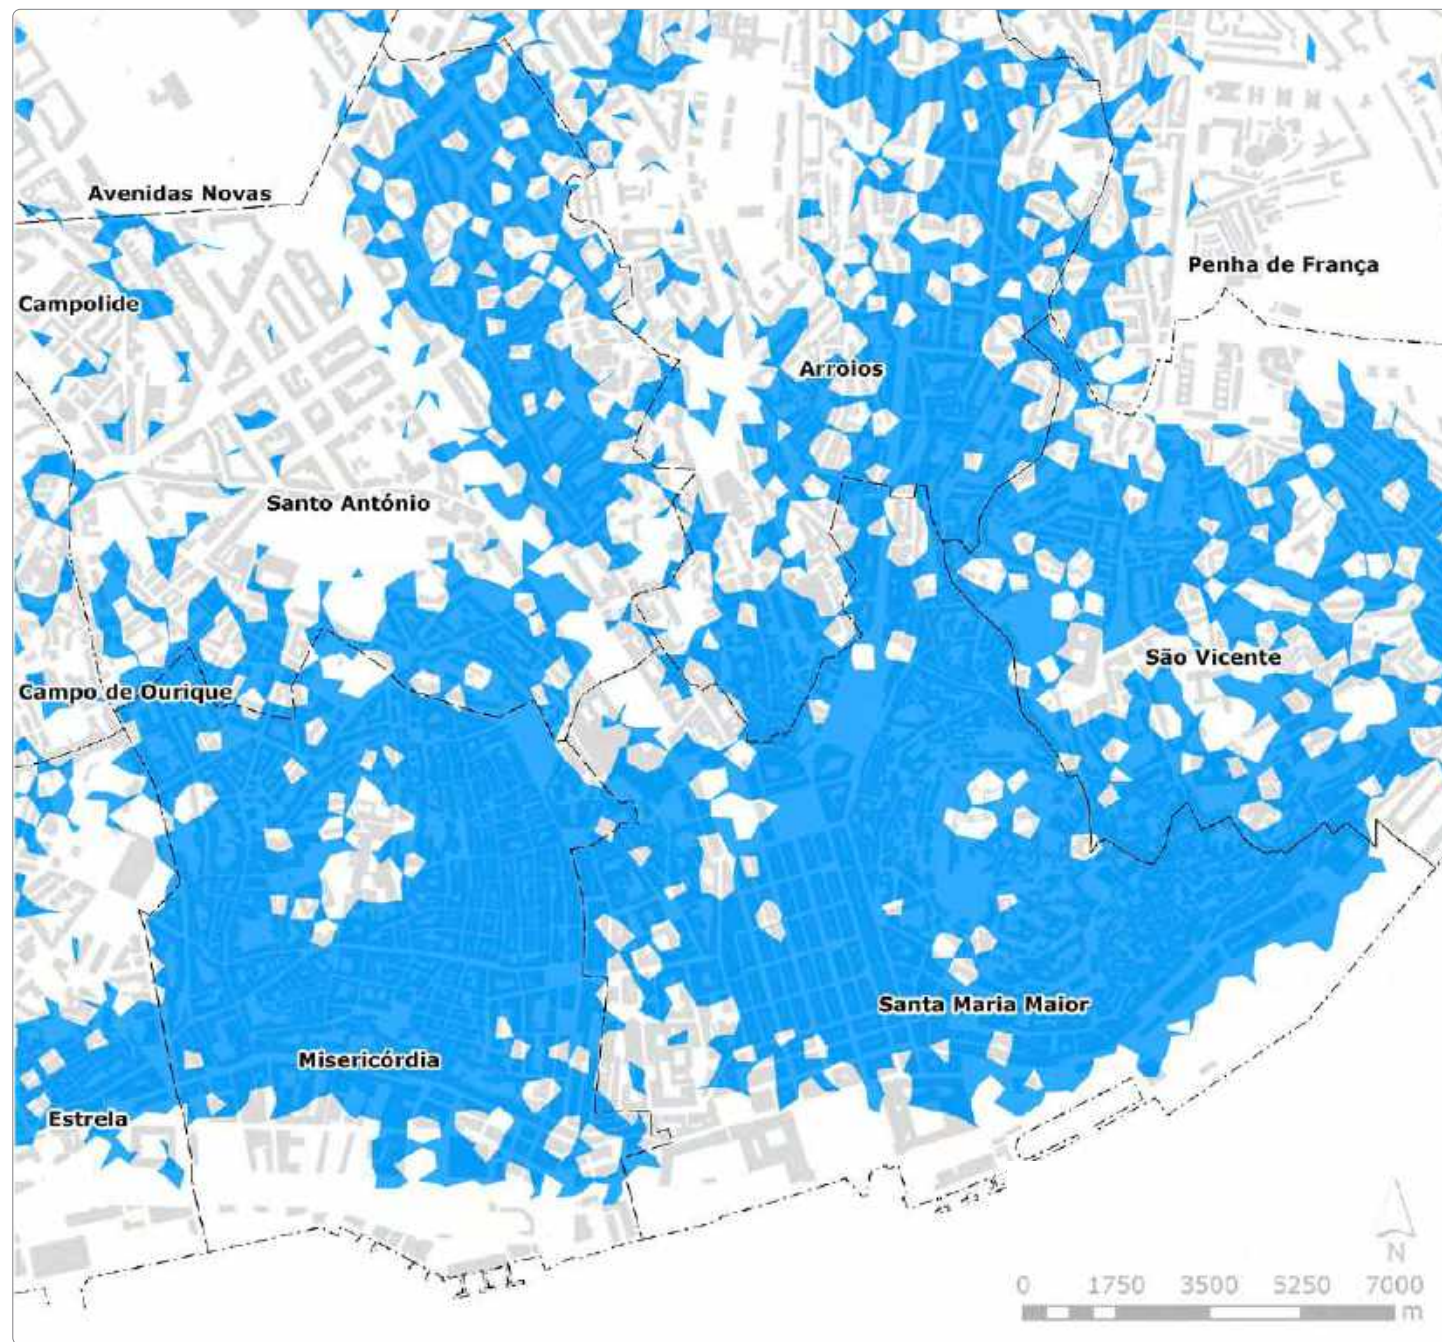 Avenidas Novas
Penha de França
Campolide
Arroios
Santo António
São Vicente
Campo de Ourique
Santa Maria Maior
Misericórdia
Estrela
N
0 1750 3500 5250 7000
m